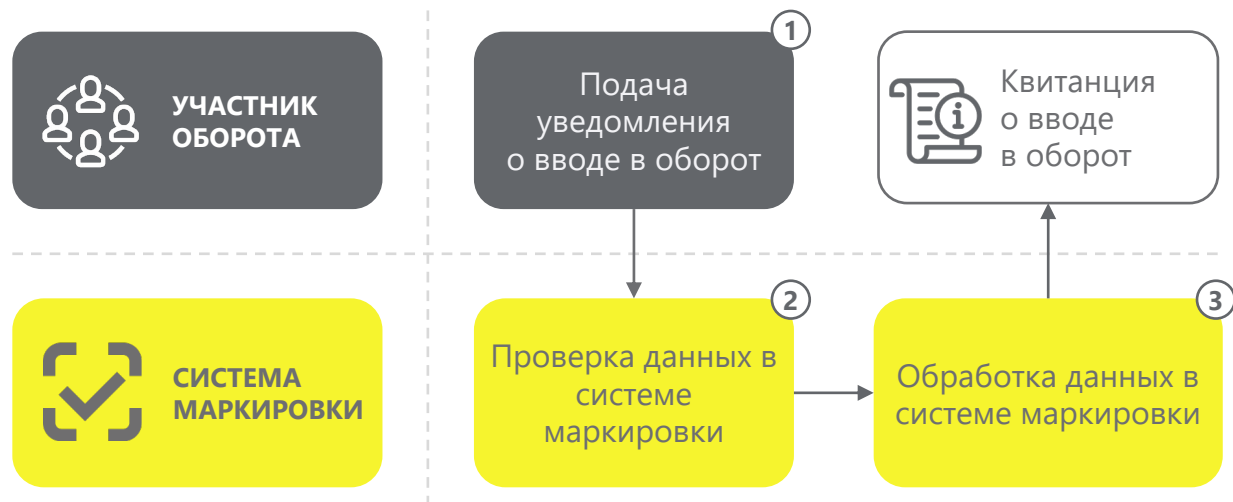 УЧАСТНИК
ОБОРОТА
1
Подача
уведомления
о вводе в оборот
Квитанция
о вводе
в оборот
СИСТЕМА
МАРКИРОВКИ
2
Проверка данных в
системе
маркировки
3
Обработка данных в
системе маркировки